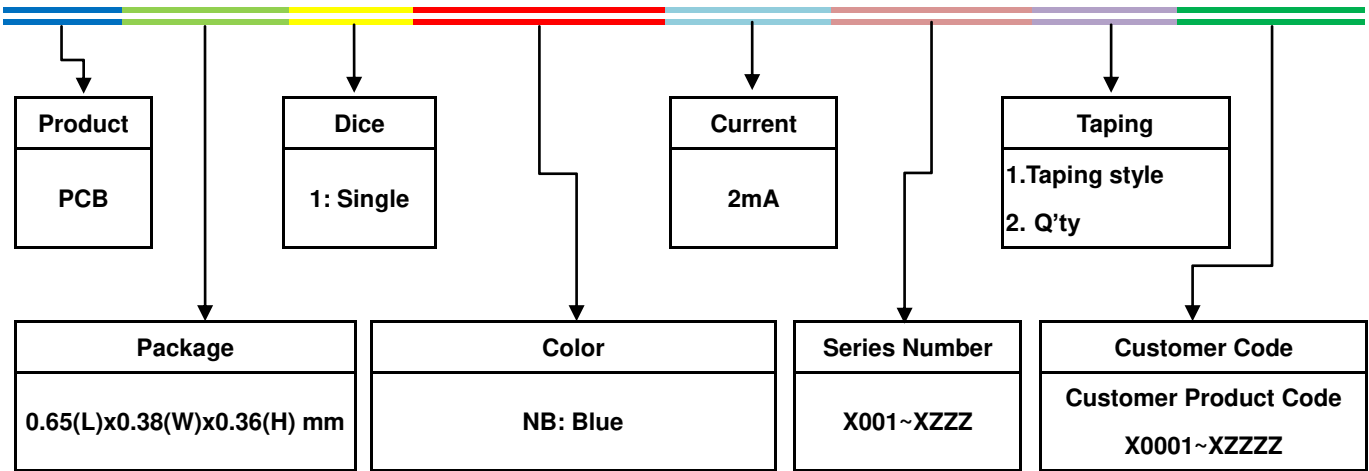 Product
PCB
Dice
1: Single
Current
2mA
Taping
1.Taping style
2. Q’ty
Package
0.65(L)x0.38(W)x0.36(H) mm
Color
NB: Blue
Series Number
X001~XZZZ
Customer Code
Customer Product Code
X0001~XZZZZ